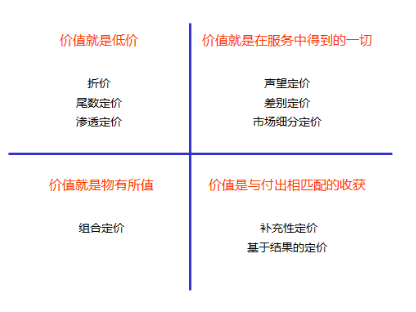 价值就是低价
折价
尾数定价
渗透定价
价值就是在服务中得到的一切
声望定价
差别定价
市场细分定价
价值就是物有所值
组合定价
价值是与付出相匹配的收获
补充性定价
基于结果的定价